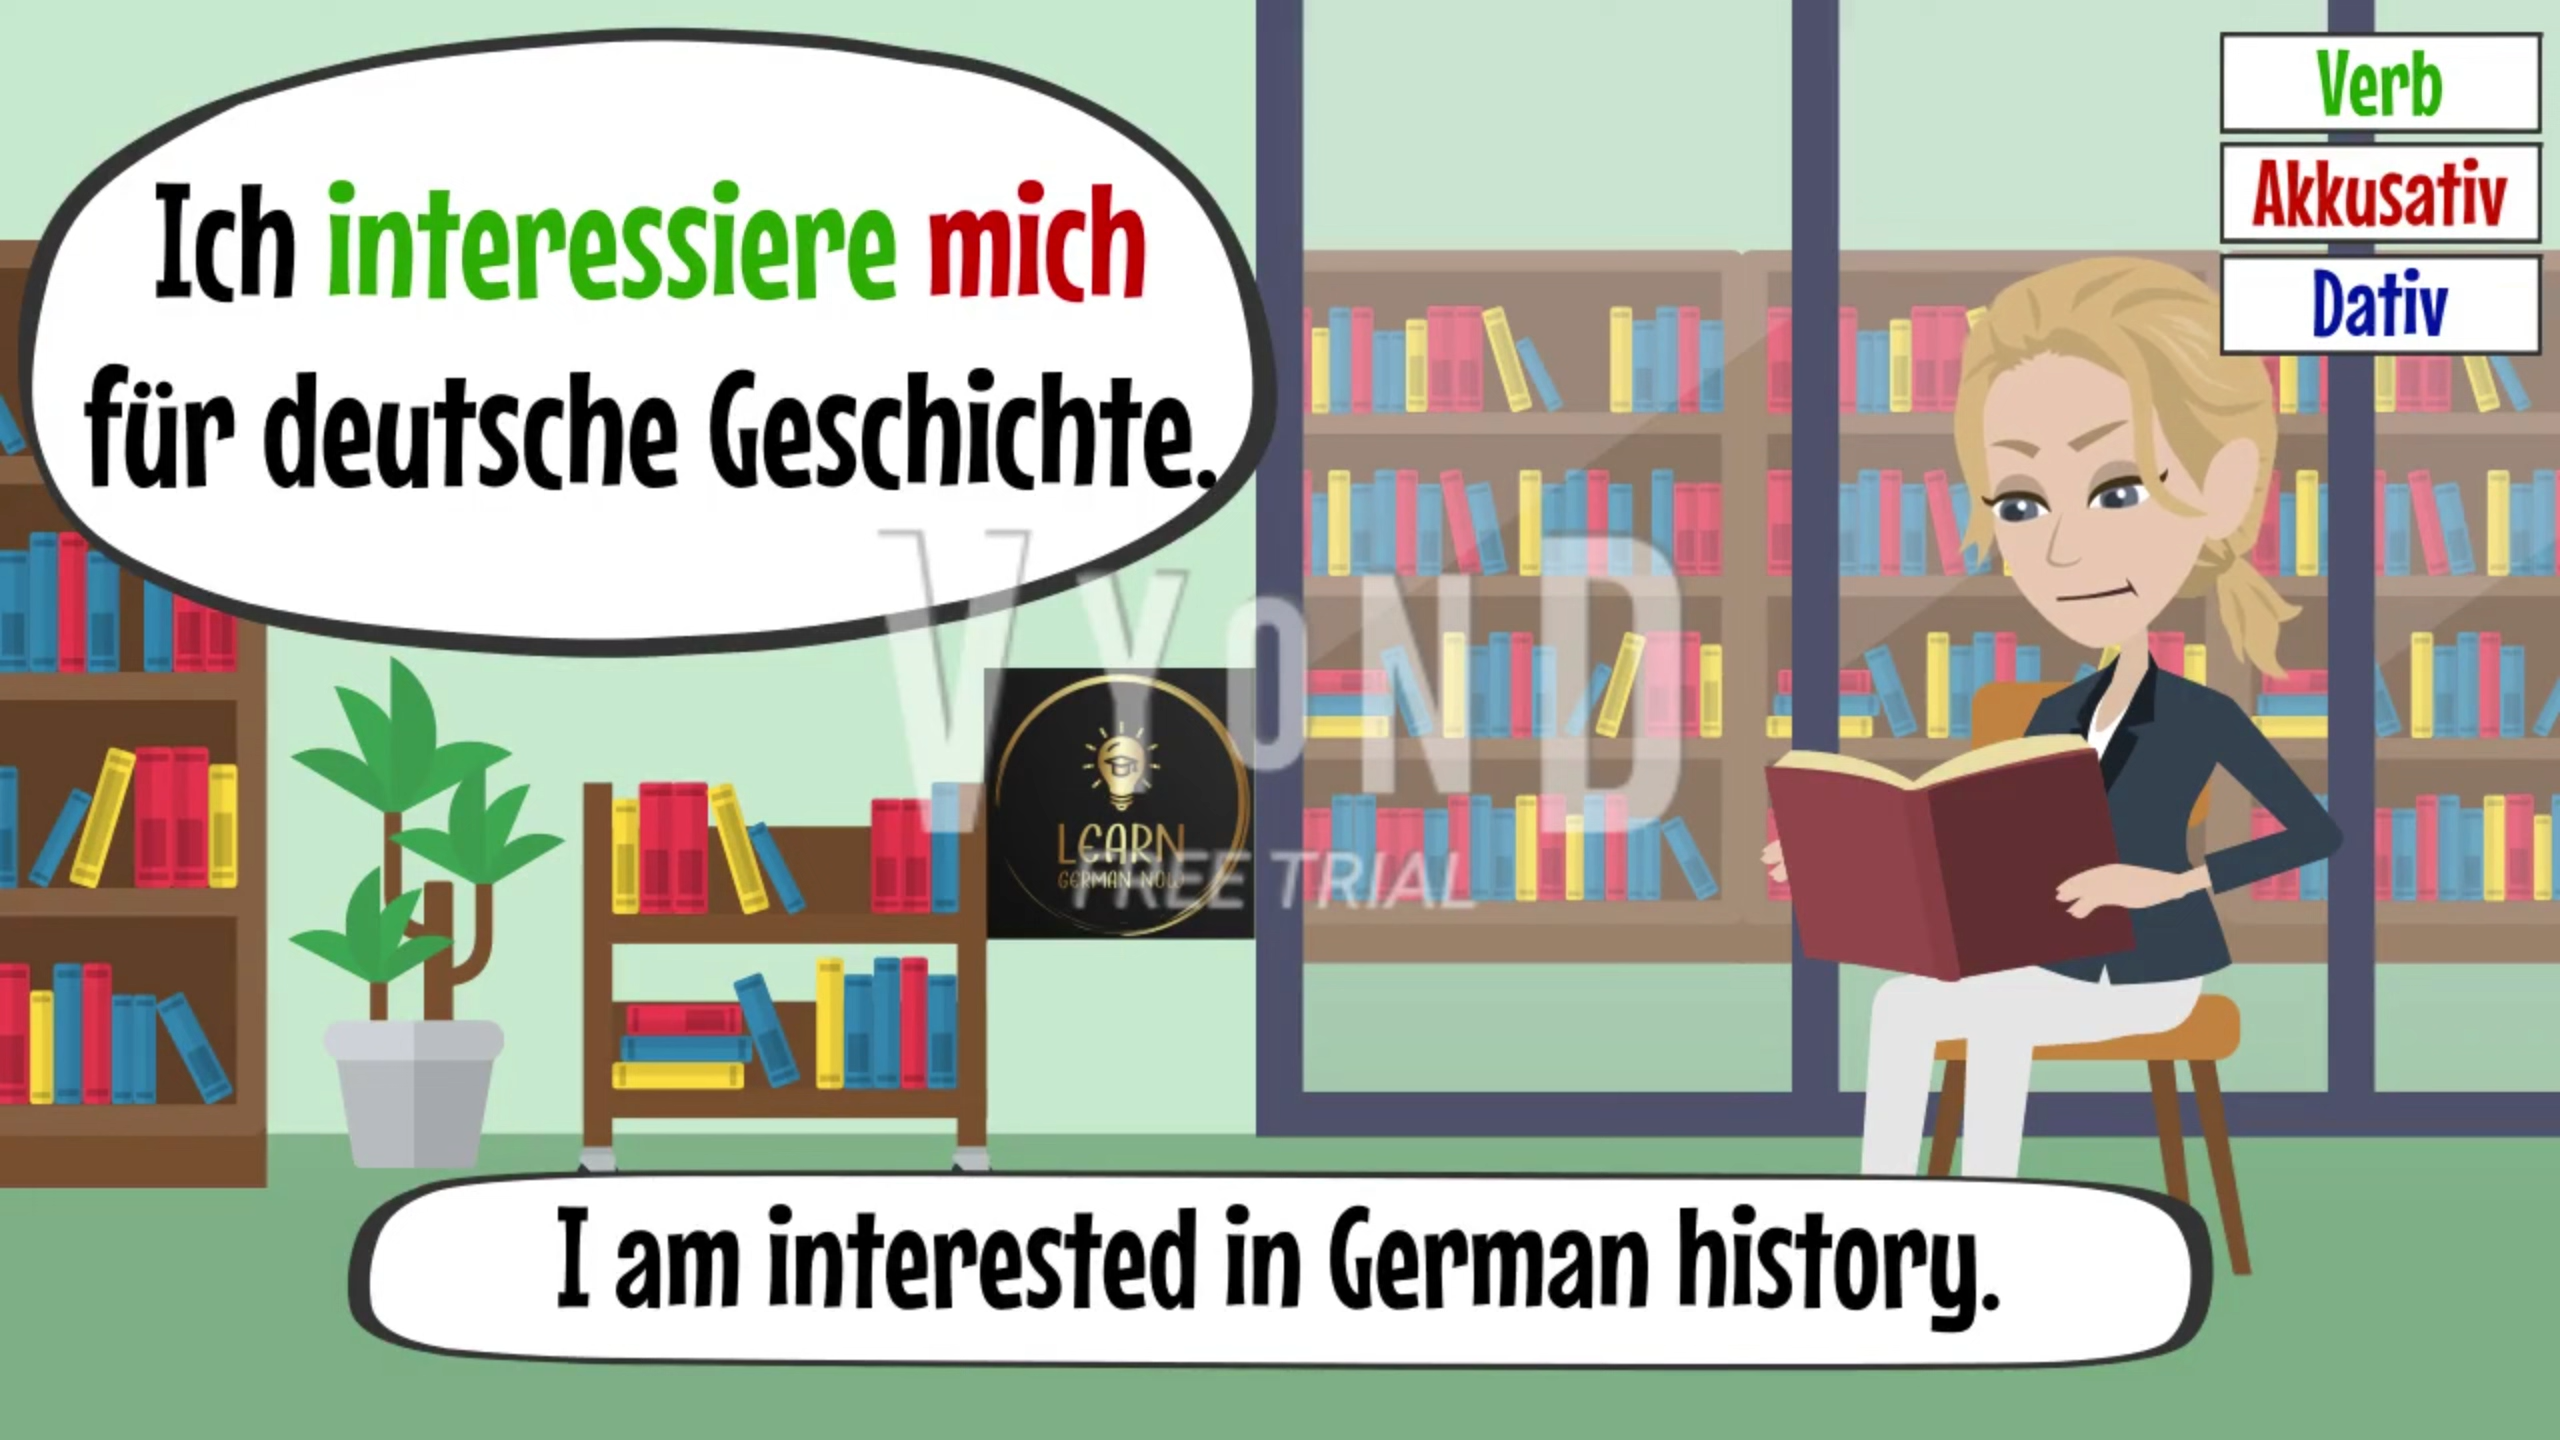 Verb
Akkusativ
Dativ
Ich interessiere mich
für deutsche Geschichte.
VYOND
FREE TRIAL
LEARN
GERMAN NOW
I am interested in German history.